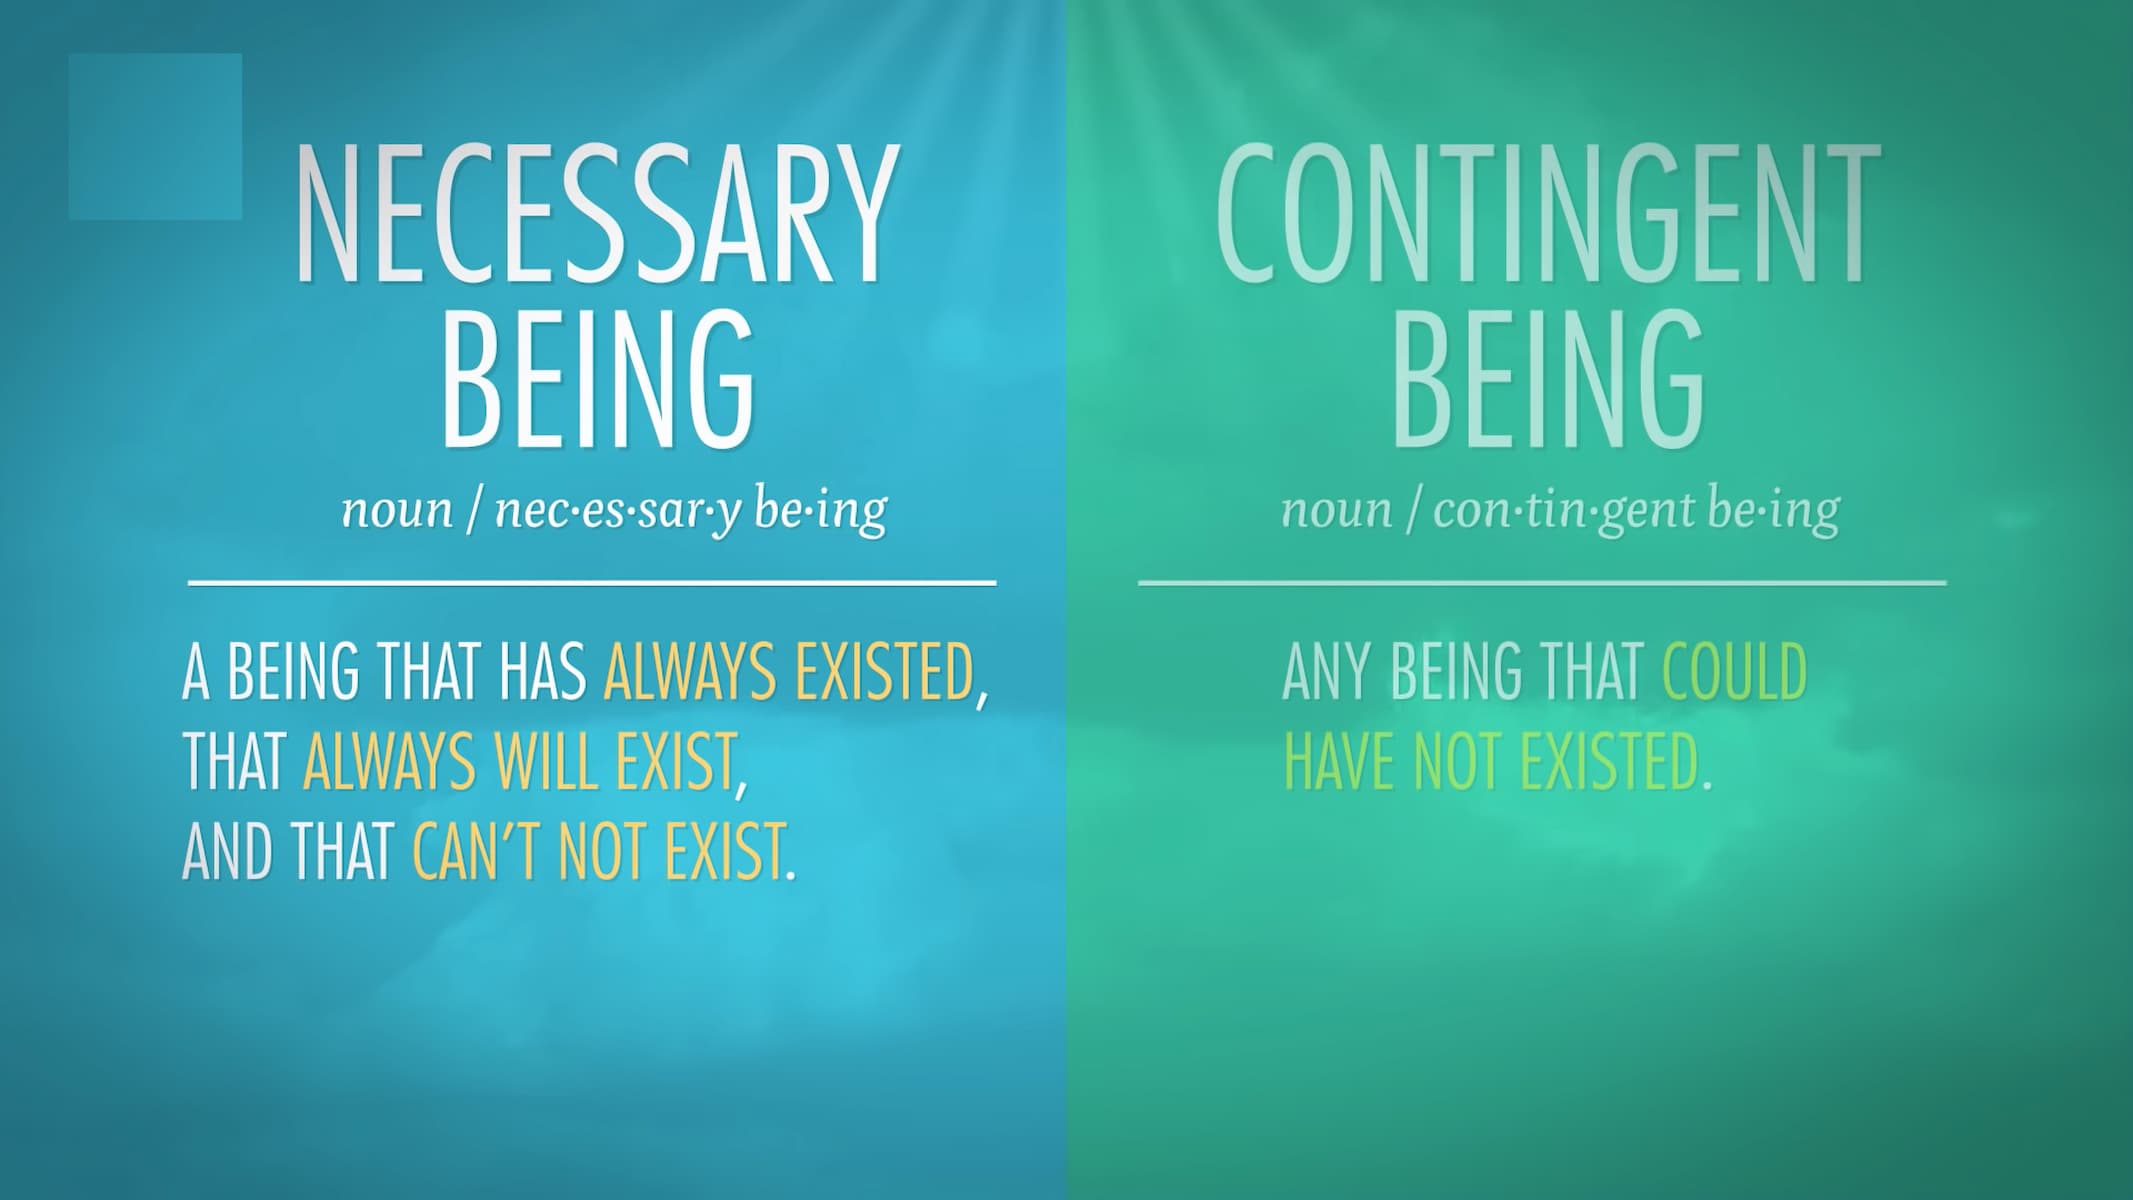 NECESSARY
BEING
noun / nec·es·sar·y be·ing
A BEING THAT HAS ALWAYS EXISTED,
THAT ALWAYS WILL EXIST,
AND THAT CAN'T NOT EXIST.
CONTINGENT
BEING
noun / con·tin·gent be·ing
ANY BEING THAT COULD
HAVE NOT EXISTED.